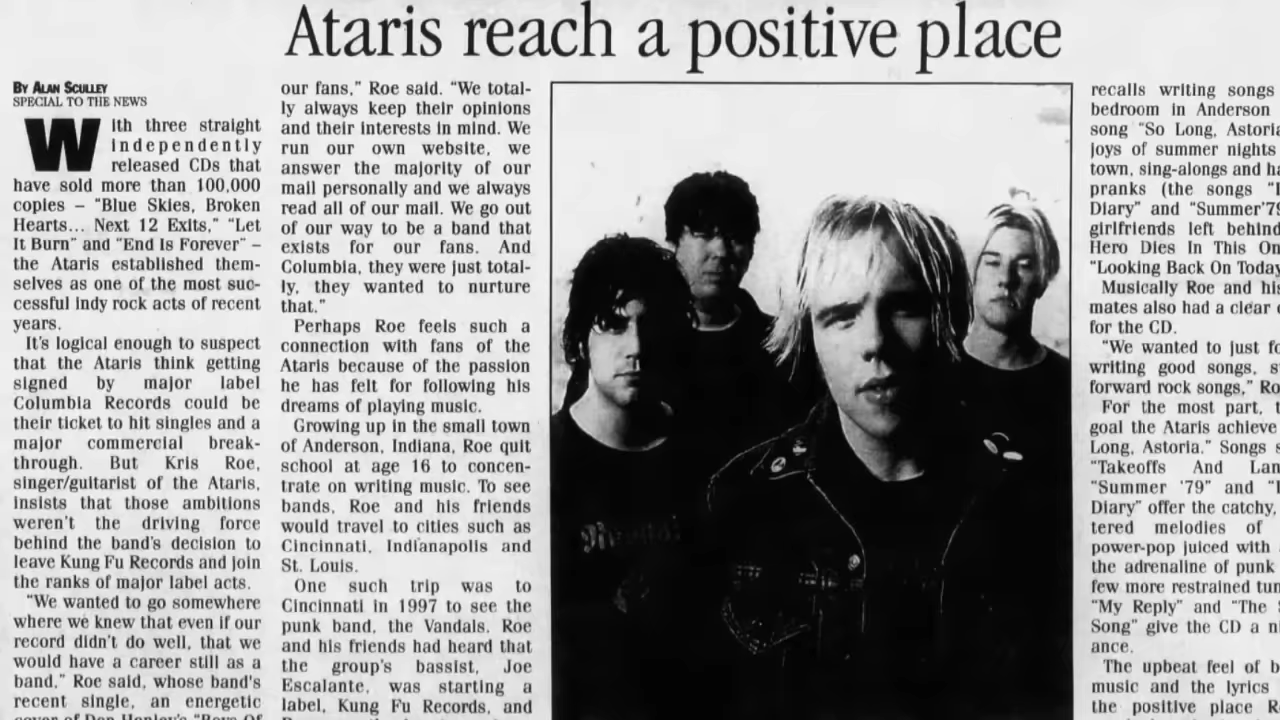 Ataris reach a positive place
BY ALAN SCULLEY
SPECIAL TO THE NEWS
With three straight
independently
released CDs that
have sold more than 100,000
copies – "Blue Skies, Broken
Hearts... Next 12 Exits," "Let
It Burn" and "End Is Forever" –
the Ataris established them-
selves as one of the most suc-
cessful indy rock acts of recent
years.
It's logical enough to suspect
that the Ataris think getting
signed by major label
Columbia Records could be
their ticket to hit singles and a
major commercial break-
through. But Kris Roe,
singer/guitarist of the Ataris,
insists that those ambitions
weren't the driving force
behind the band's decision to
leave Kung Fu Records and join
the ranks of major label acts.
"We wanted to go somewhere
where we knew that even if our
record didn't do well, that we
would have a career still as a
band," Roe said, whose band's
recent single, an energetic
cover of Don Henley's "Boys Of
our fans," Roe said. "We total-
ly always keep their opinions
and their interests in mind. We
run our own website, we
answer the majority of our
mail personally and we always
read all of our mail. We go out
of our way to be a band that
exists for our fans. And
Columbia, they were just total-
ly, they wanted to nurture
that."
Perhaps Roe feels such a
connection with fans of the
Ataris because of the passion
he has felt for following his
dreams of playing music.
Growing up in the small town
of Anderson, Indiana, Roe quit
school at age 16 to concen-
trate on writing music. To see
bands, Roe and his friends
would travel to cities such as
Cincinnati, Indianapolis and
St. Louis.
One such trip was to
Cincinnati in 1997 to see the
punk band, the Vandals. Roe
and his friends had heard that
the group's bassist, Joe
Escalante, was starting a
label, Kung Fu Records, and
recalls writing songs
bedroom in Anderson
song "So Long, Astoria
joys of summer nights
town, sing-alongs and ha
pranks (the songs
Diary" and "Summer'79
girlfriends left behind
Hero Dies In This On
"Looking Back On Today
Musically Roe and his
mates also had a clear
for the CD.
"We wanted to just fo
writing good songs, s
forward rock songs," Ro
For the most part,
goal the Ataris achieve
Long, Astoria." Songs s
"Takeoffs And Lan
"Summer '79" and
Diary" offer the catchy,
tered melodies of
power-pop juiced with
the adrenaline of punk
few more restrained tun
"My Reply" and "The
Song" give the CD a ni
ance.
The upbeat feel of b
music and the lyrics
the positive place R